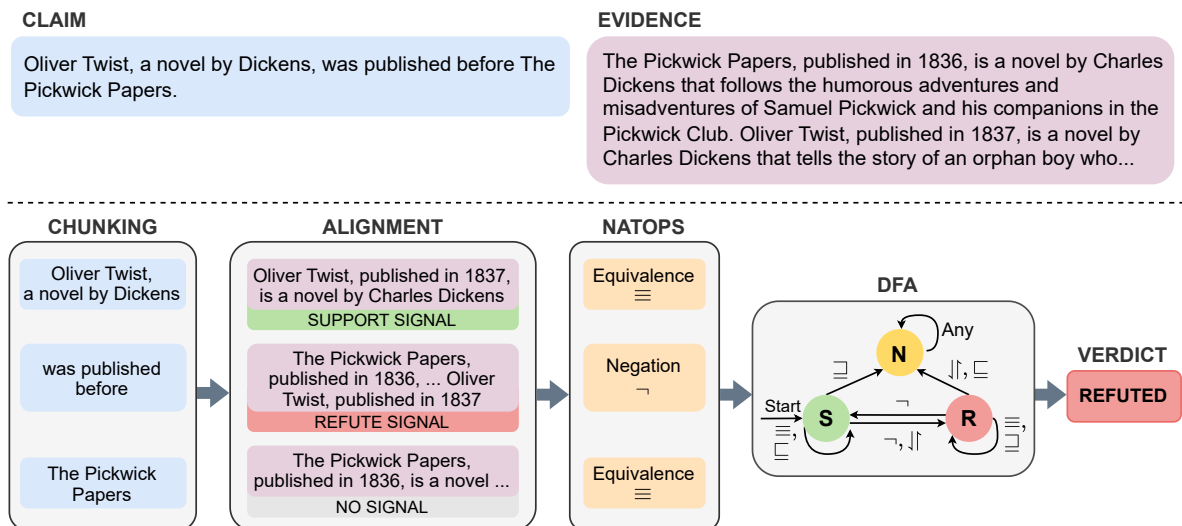 CLAIM
Oliver Twist, a novel by Dickens, was published before The
Pickwick Papers.
EVIDENCE
The Pickwick Papers, published in 1836, is a novel by Charles
Dickens that follows the humorous adventures and
misadventures of Samuel Pickwick and his companions in the
Pickwick Club. Oliver Twist, published in 1837, is a novel by
Charles Dickens that tells the story of an orphan boy who...
CHUNKING
Oliver Twist,
a novel by Dickens
was published
before
The Pickwick
Papers
ALIGNMENT
Oliver Twist, published in 1837,
is a novel by Charles Dickens
SUPPORT SIGNAL
The Pickwick Papers,
published in 1836, ... Oliver
Twist, published in 1837
REFUTE SIGNAL
The Pickwick Papers,
published in 1836, is a novel ...
NO SIGNAL
NATOPS
Equivalence
≡
Negation
¬
Equivalence
≡
DFA
Any
N
⊒
⥯, ⊑
Start
¬
S
R
≡,
⊑
¬, ⥯
≡,
⊒
VERDICT
REFUTED